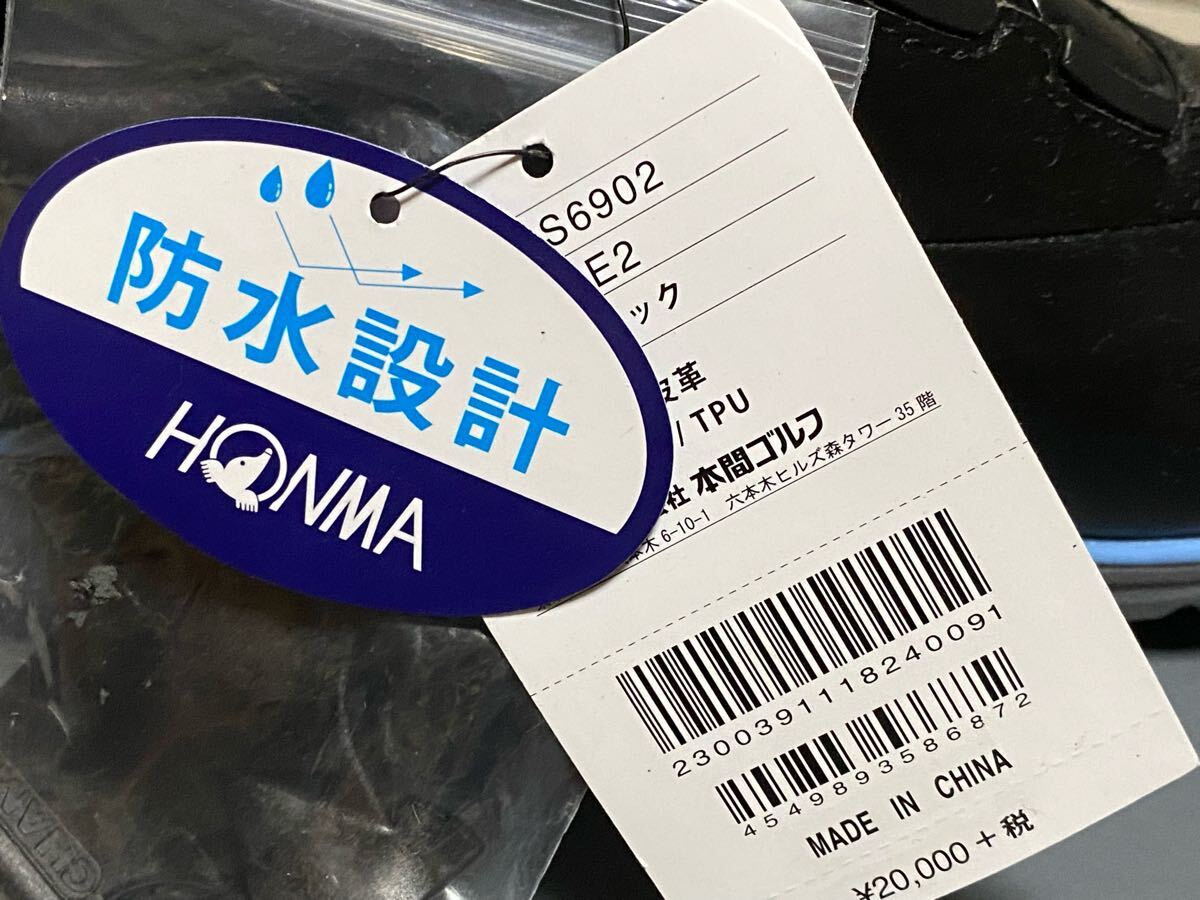 防水設計
HONMA
S6902
E2
ック
皮革
/ TPU
社 本間ゴルフ
木 6-10-1 六本木ヒルズ森タワー 35 階
2300391118240091
4549893586872
MADE IN CHINA
¥20,000 + 税